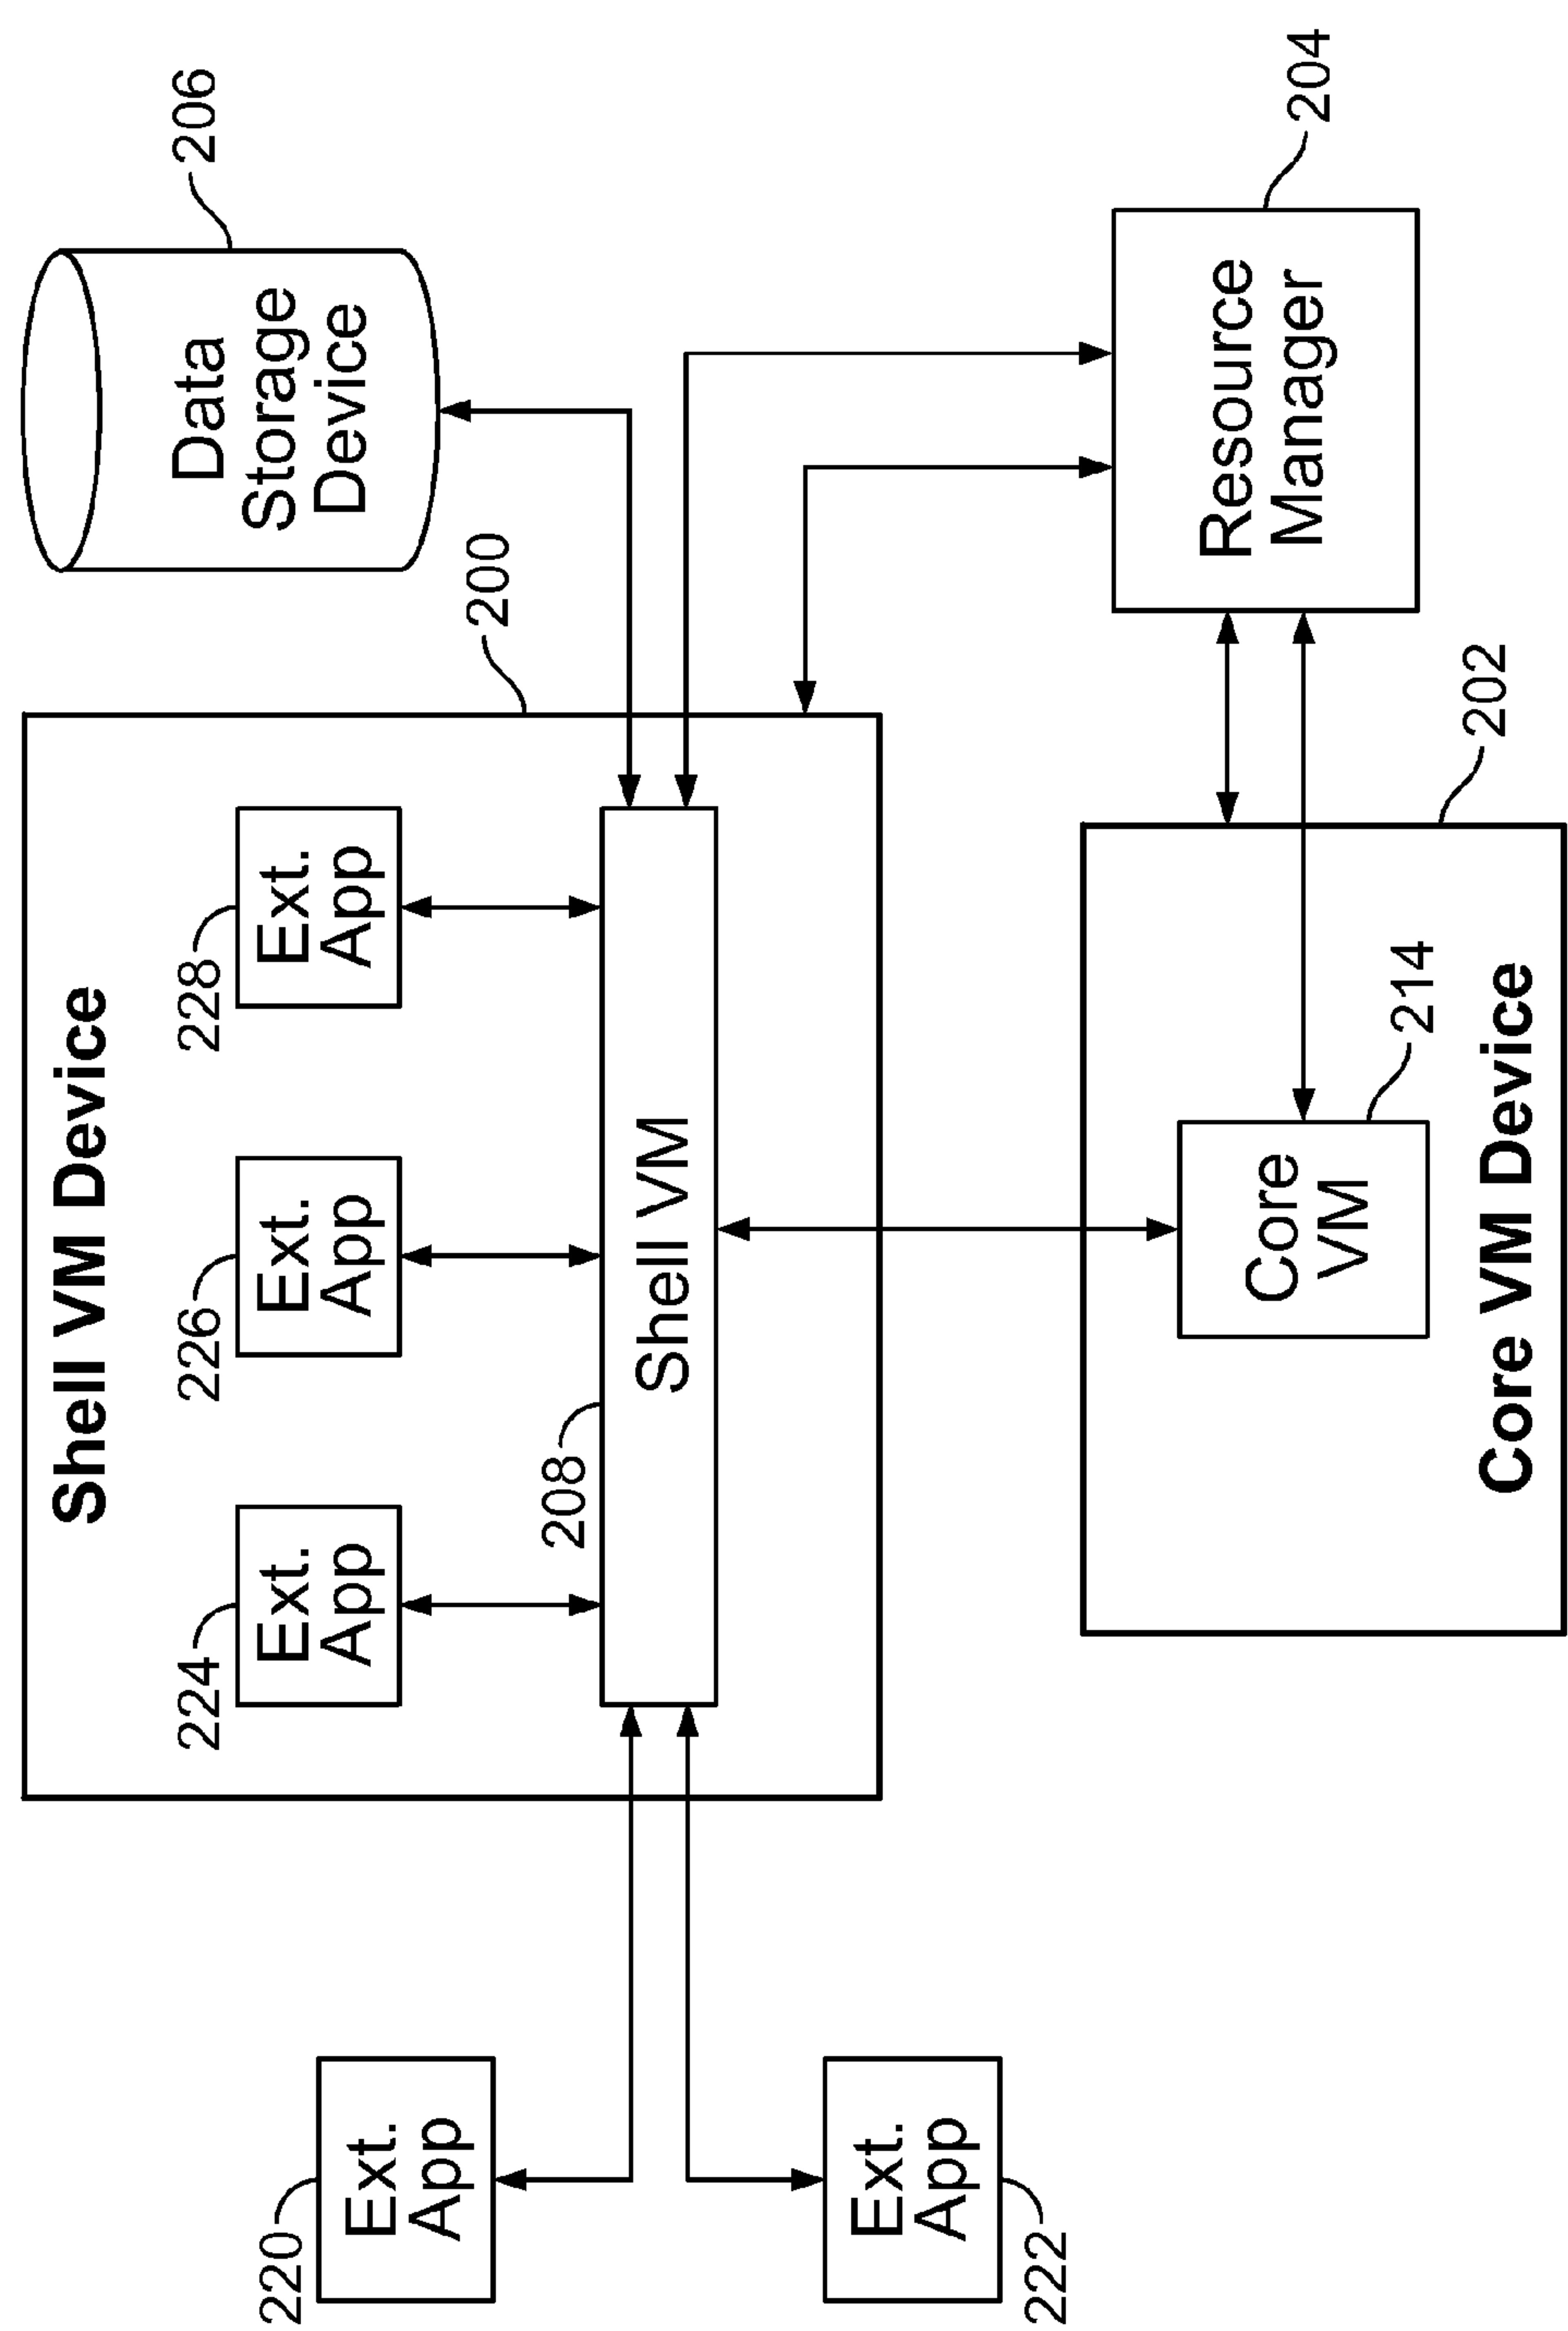 Shell VM Device
224
Ext.
App
226
Ext.
App
228
Ext.
App
206
Data
Storage
Device
200
220
Ext.
App
208
Shell VM
222
Ext.
App
Core
VM
214
Core VM Device
202
Resource
Manager
204